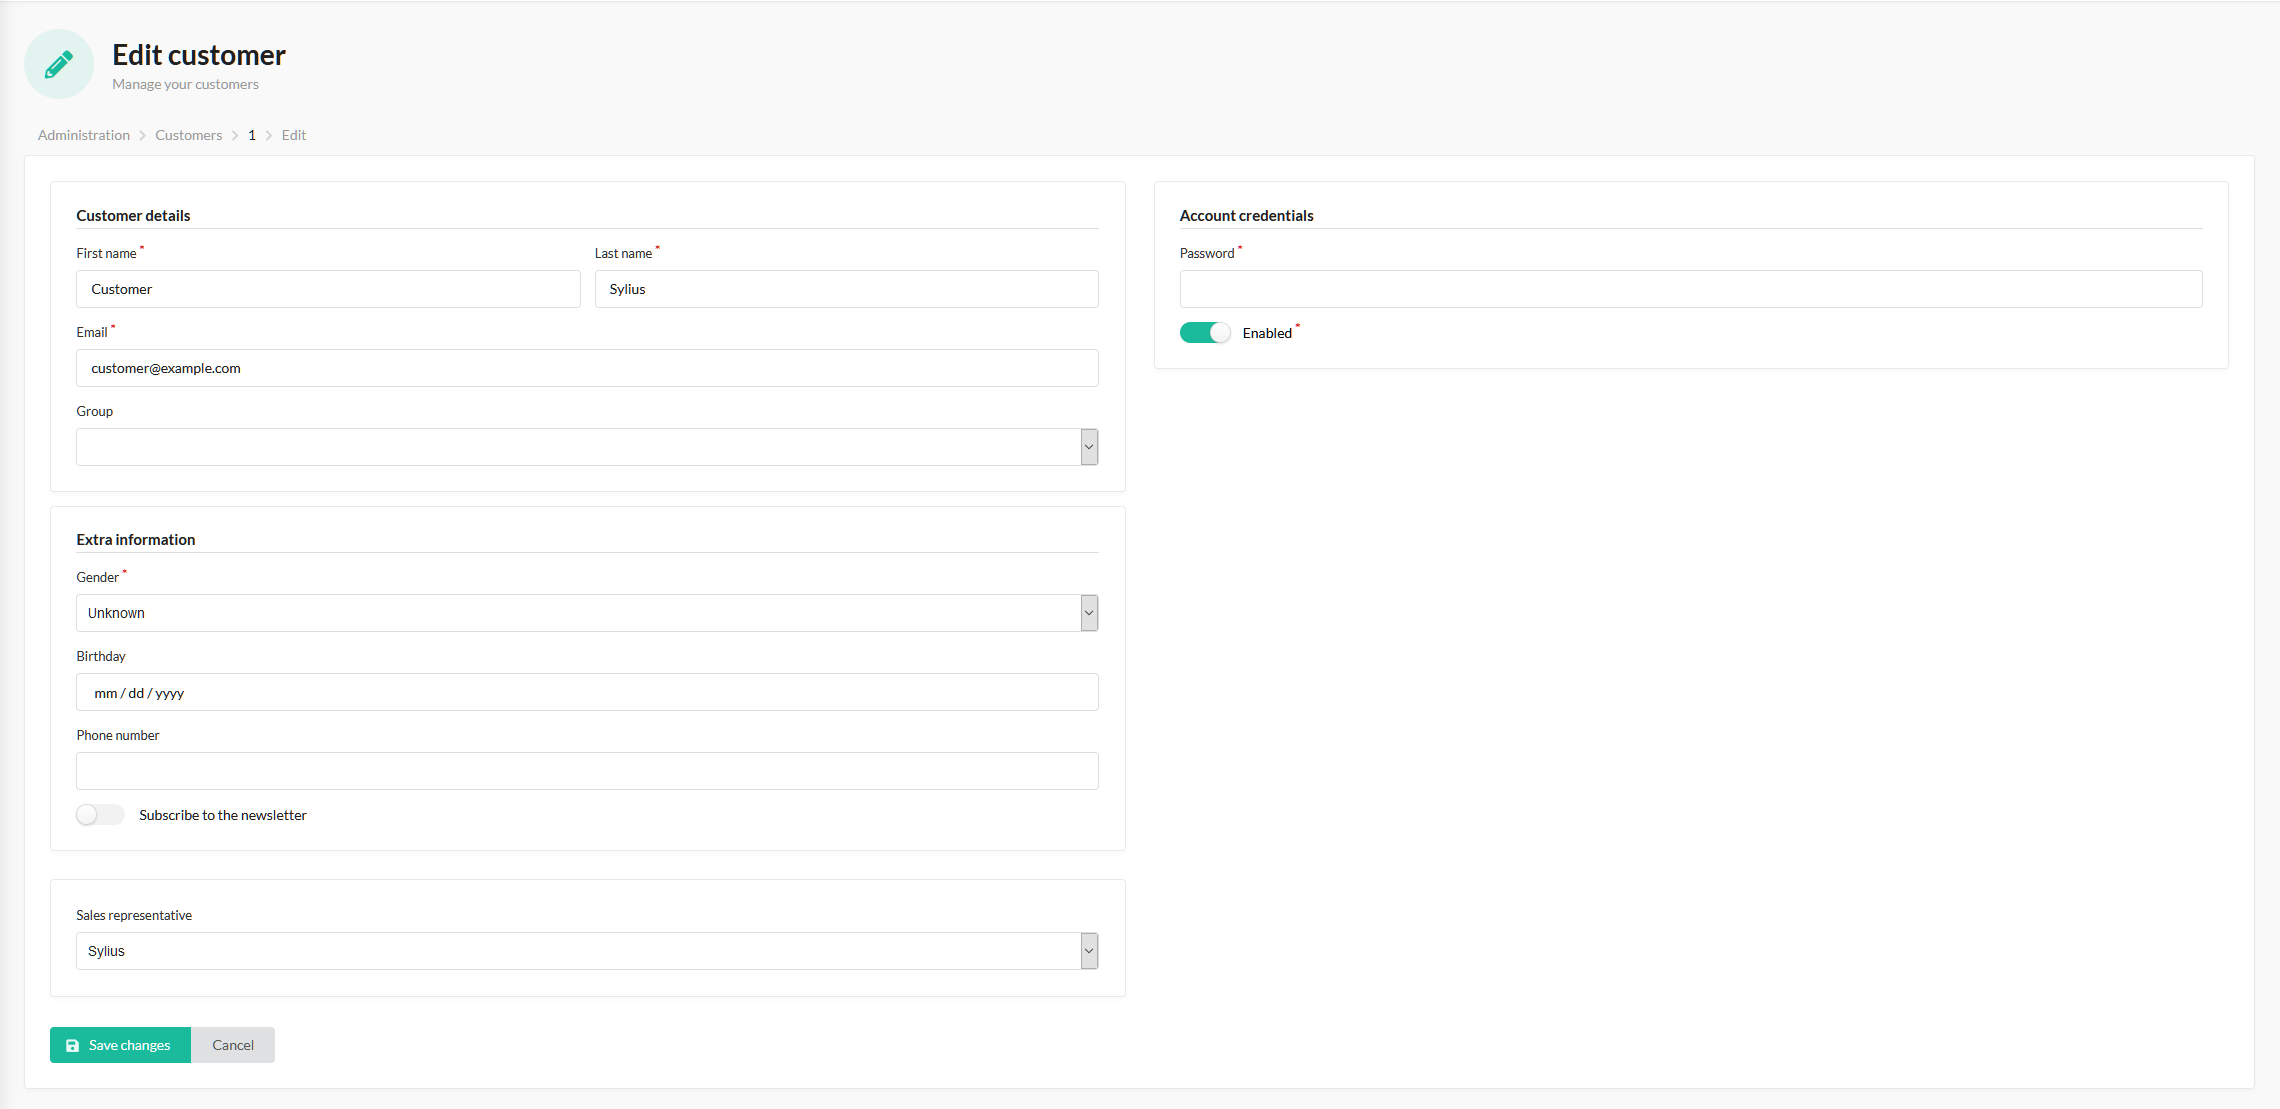 Edit customer
Manage your customers
Administration > Customers > 1 > Edit
Customer details
First name *
Last name *
Customer
Sylius
Email *
customer@example.com
Group
Extra information
Gender *
Unknown
Birthday
mm / dd / yyyy
Phone number
Subscribe to the newsletter
Sales representative
Sylius
Save changes
Cancel
Account credentials
Password *
Enabled *